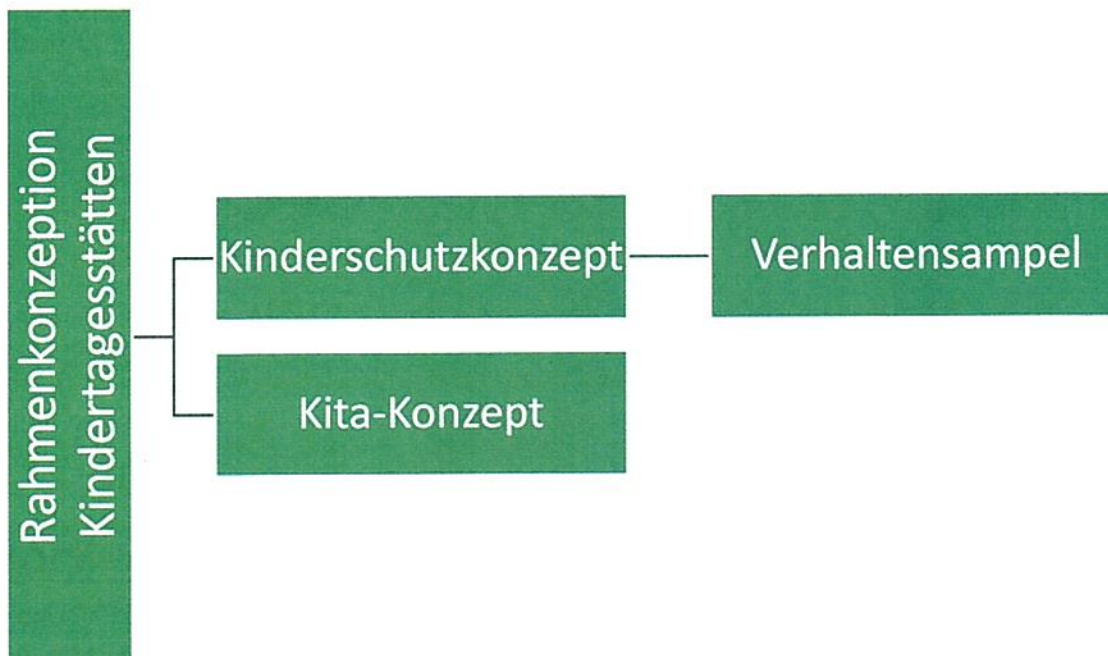 Rahmenkonzeption
Kindertagesstätten
Kinderschutzkonzept
Verhaltensampel
Kita-Konzept